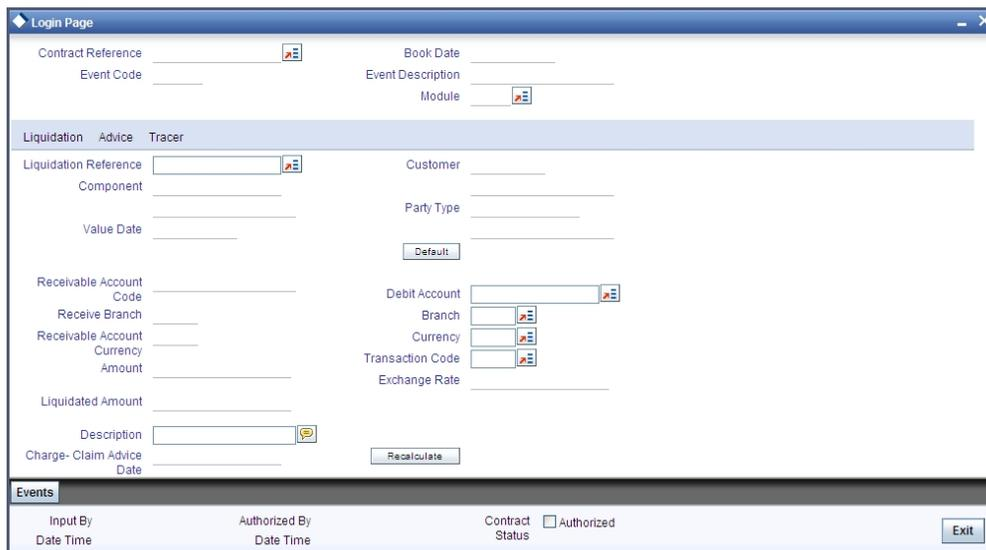 Login Page
Contract Reference
Book Date
Event Code
Event Description
Module
Liquidation Advice Tracer
Liquidation Reference
Customer
Component
Party Type
Value Date
Default
Receivable Account
Code
Debit Account
Receive Branch
Branch
Receivable Account
Currency
Currency
Transaction Code
Amount
Exchange Rate
Liquidated Amount
Description
Charge- Claim Advice
Date
Recalculate
Events
Input By
Authorized By
Contract
Status
Authorized
Date Time
Date Time
Exit